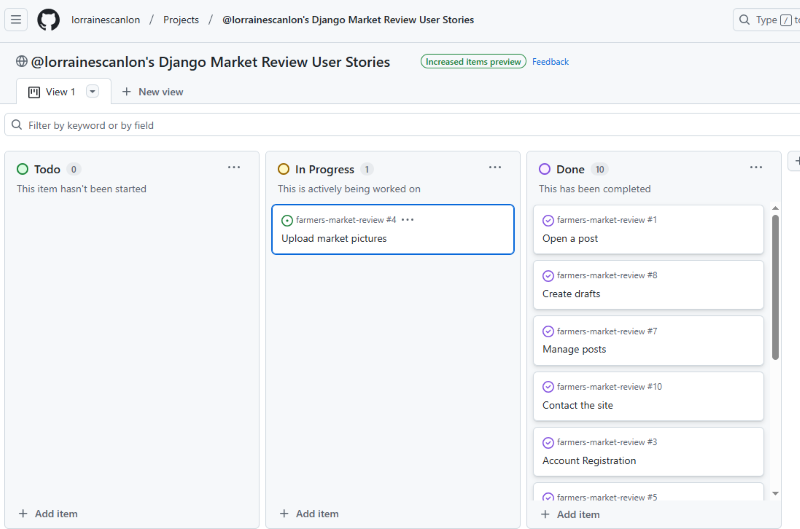 lorrainescanlon / Projects / @lorrainescanlon's Django Market Review User Stories
Type / to
@lorrainescanlon's Django Market Review User Stories
Increased items preview Feedback
View 1
New view
Filter by keyword or by field
Todo 0
This item hasn't been started
Add item
In Progress 1
This is actively being worked on
farmers-market-review #4
Upload market pictures
Add item
Done 10
This has been completed
farmers-market-review #1
Open a post
farmers-market-review #8
Create drafts
farmers-market-review #7
Manage posts
farmers-market-review #10
Contact the site
farmers-market-review #3
Account Registration
farmers-market-review #5
Add item